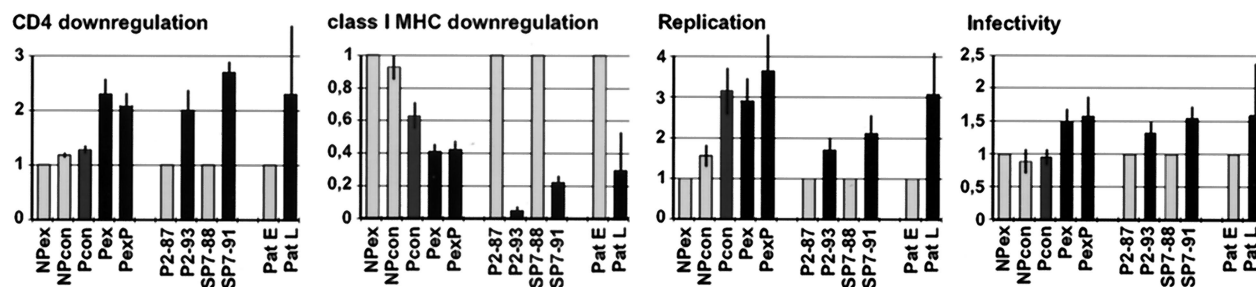 CD4 downregulation
3
2
1
0
NPex
NPcon
Pcon
Pex
PexP
P2-87
P2-93
SP7-88
SP7-91
Pat E
Pat L
class I MHC downregulation
1
0,8
0,6
0,4
0,2
0
NPex
NPcon
Pcon
Pex
PexP
P2-87
P2-93
SP7-88
SP7-91
Pat E
Pat L
Replication
4
3
2
1
0
NPex
NPcon
Pcon
Pex
PexP
P2-87
P2-93
SP7-88
SP7-91
Pat E
Pat L
Infectivity
2,5
2
1,5
1
0,5
0
NPex
NPcon
Pcon
Pex
PexP
P2-87
P2-93
SP7-88
SP7-91
Pat E
Pat L